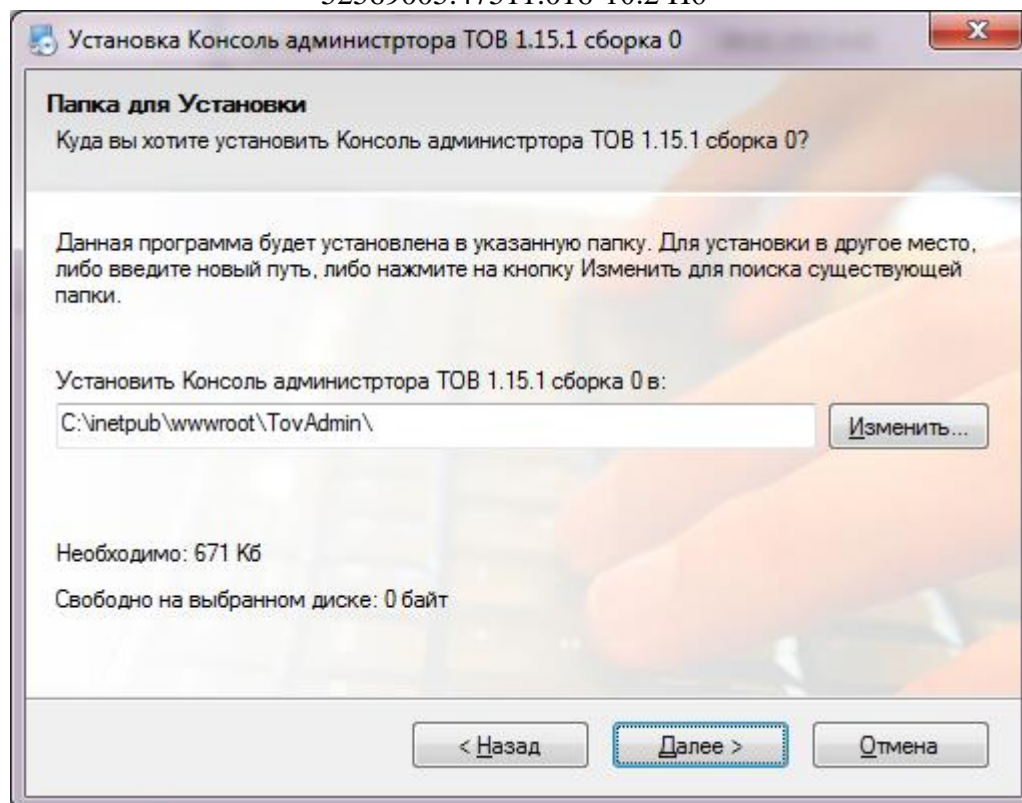 Установка Консоль администртора ТОВ 1.15.1 сборка 0
Папка для Установки
Куда вы хотите установить Консоль администртора ТОВ 1.15.1 сборка 0?
Данная программа будет установлена в указанную папку. Для установки в другое место,
либо введите новый путь, либо нажмите на кнопку Изменить для поиска существующей
папки.
Установить Консоль администртора ТОВ 1.15.1 сборка 0 в:
C:\inetpub\wwwroot\TovAdmin\
Изменить...
Необходимо: 671 Кб
Свободно на выбранном диске: 0 байт
< Назад
Далее >
Отмена